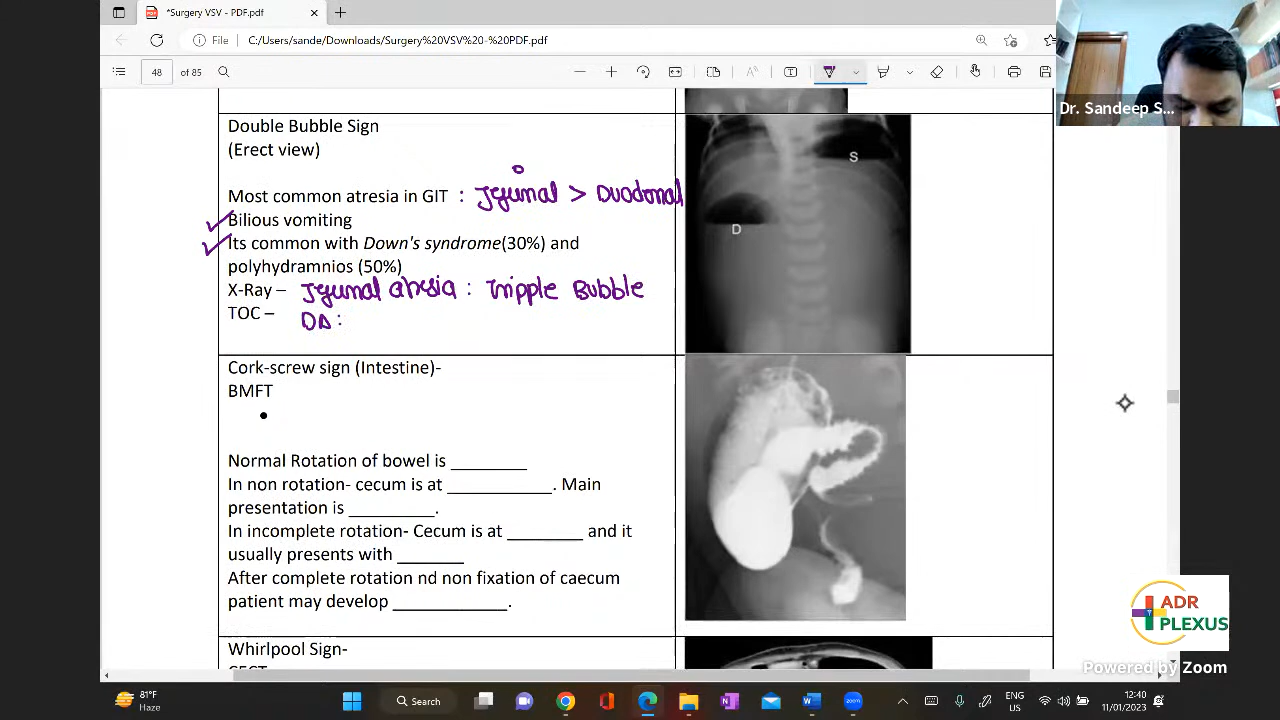 *Surgery VSV - PDF.pdf
File C:/Users/sande/Downloads/Surgery%20VSV%20-%20PDF.pdf
48 of 85
Dr. Sandeep S...
Double Bubble Sign
(Erect view)
Most common atresia in GIT : Jejunal > Duodenal
Bilious vomiting
Its common with Down's syndrome(30%) and
polyhydramnios (50%)
X-Ray – Jejunal atresia : Tripple Bubble
TOC – DA:
S
D
Cork-screw sign (Intestine)-
BMFT
Normal Rotation of bowel is ________
In non rotation- cecum is at ___________. Main
presentation is _________.
In incomplete rotation- Cecum is at ________ and it
usually presents with _______
After complete rotation nd non fixation of caecum
patient may develop ____________.
Whirlpool Sign-
ADR
PLEXUS
Powered by Zoom
81°F
Haze
Search
zoom
ENG
US
12:40
11/01/2023